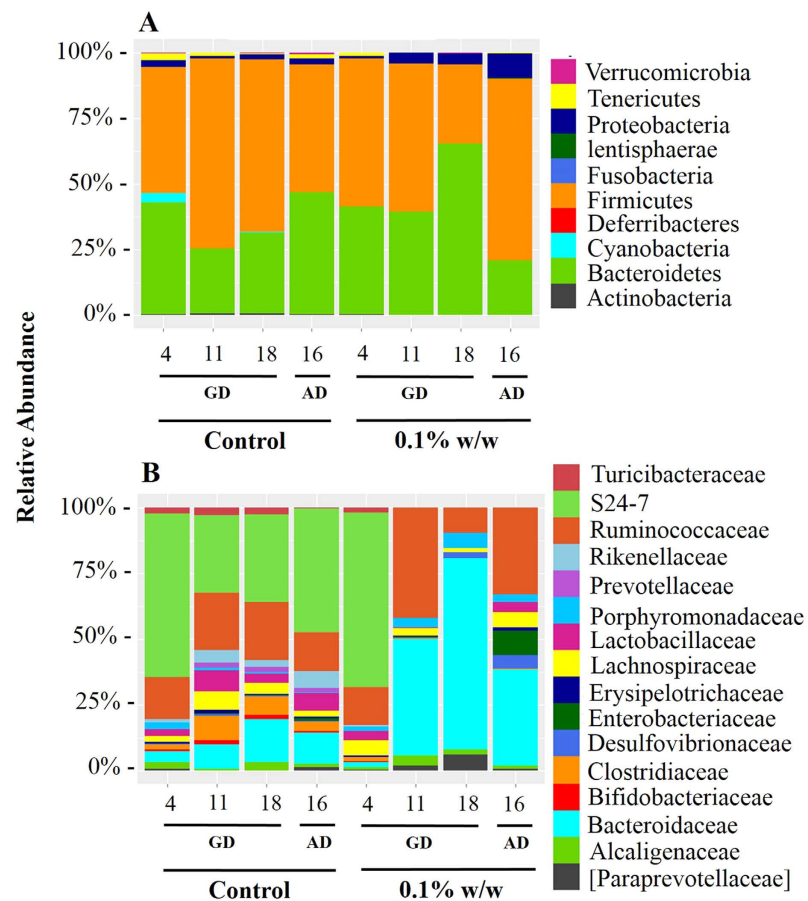 A
100%
75%
50%
25%
0%
4 11 18 16 4 11 18 16
GD AD GD AD
Control 0.1% w/w
Verrucomicrobia
Tenericutes
Proteobacteria
lentisphaerae
Fusobacteria
Firmicutes
Deferribacteres
Cyanobacteria
Bacteroidetes
Actinobacteria
Relative Abundance
B
100%
75%
50%
25%
0%
4 11 18 16 4 11 18 16
GD AD GD AD
Control 0.1% w/w
Turicibacteraceae
S24-7
Ruminococcaceae
Rikenellaceae
Prevotellaceae
Porphyromonadaceae
Lactobacillaceae
Lachnospiraceae
Erysipelotrichaceae
Enterobacteriaceae
Desulfovibrionaceae
Clostridiaceae
Bifidobacteriaceae
Bacteroidaceae
Alcaligenaceae
[Paraprevotellaceae]